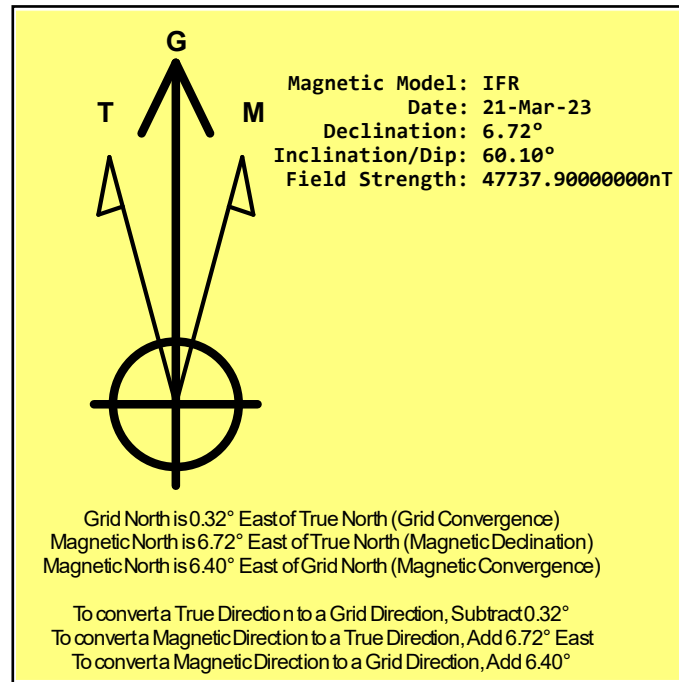 G
T
M
Magnetic Model: IFR
Date: 21-Mar-23
Declination: 6.72º
Inclination/Dip: 60.10º
Field Strength: 47737.90000000nT
Grid North is 0.32° East of True North (Grid Convergence)
Magnetic North is 6.72° East of True North (Magnetic Declination)
Magnetic North is 6.40° East of Grid North (Magnetic Convergence)
To convert a True Direction to a Grid Direction, Subtract 0.32°
To convert a Magnetic Direction to a True Direction, Add 6.72° East
To convert a Magnetic Direction to a Grid Direction, Add 6.40°